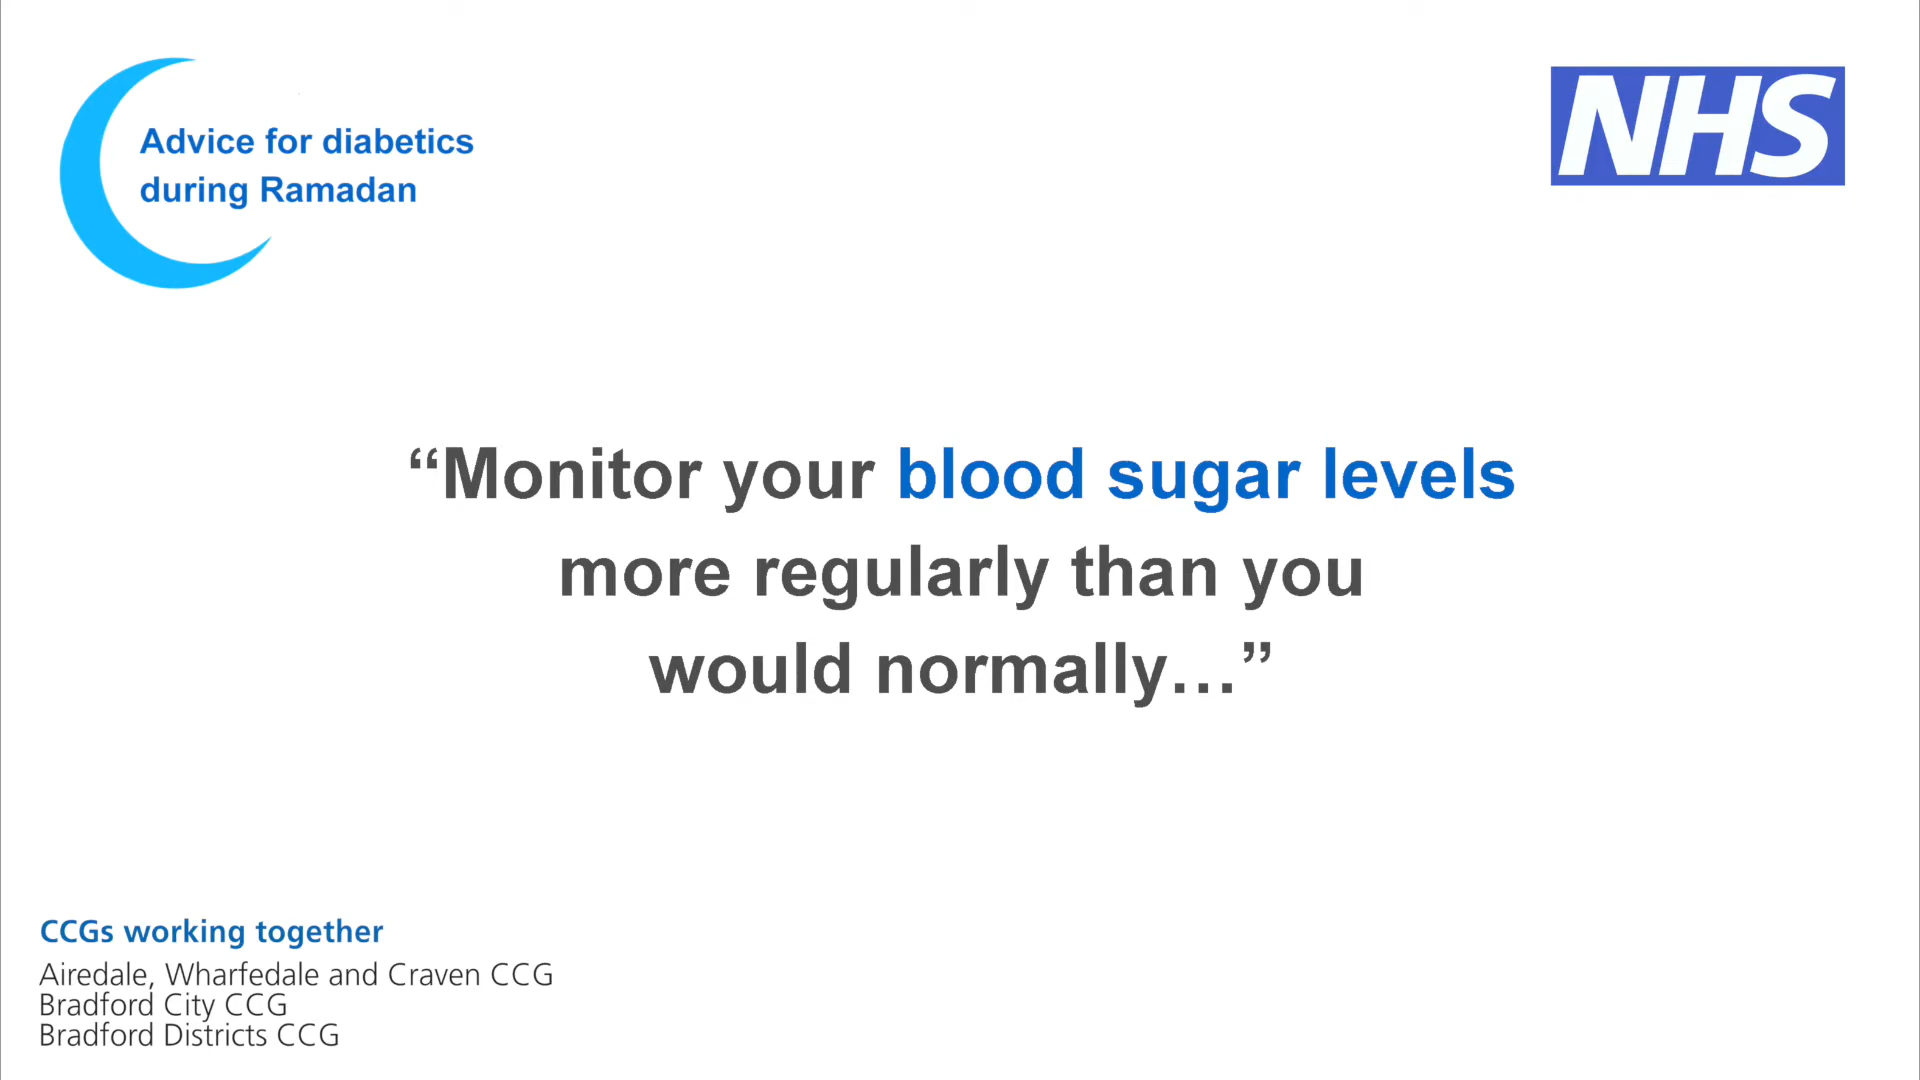 Advice for diabetics
during Ramadan
NHS
“Monitor your blood sugar levels
more regularly than you
would normally…”
CCGs working together
Airedale, Wharfedale and Craven CCG
Bradford City CCG
Bradford Districts CCG